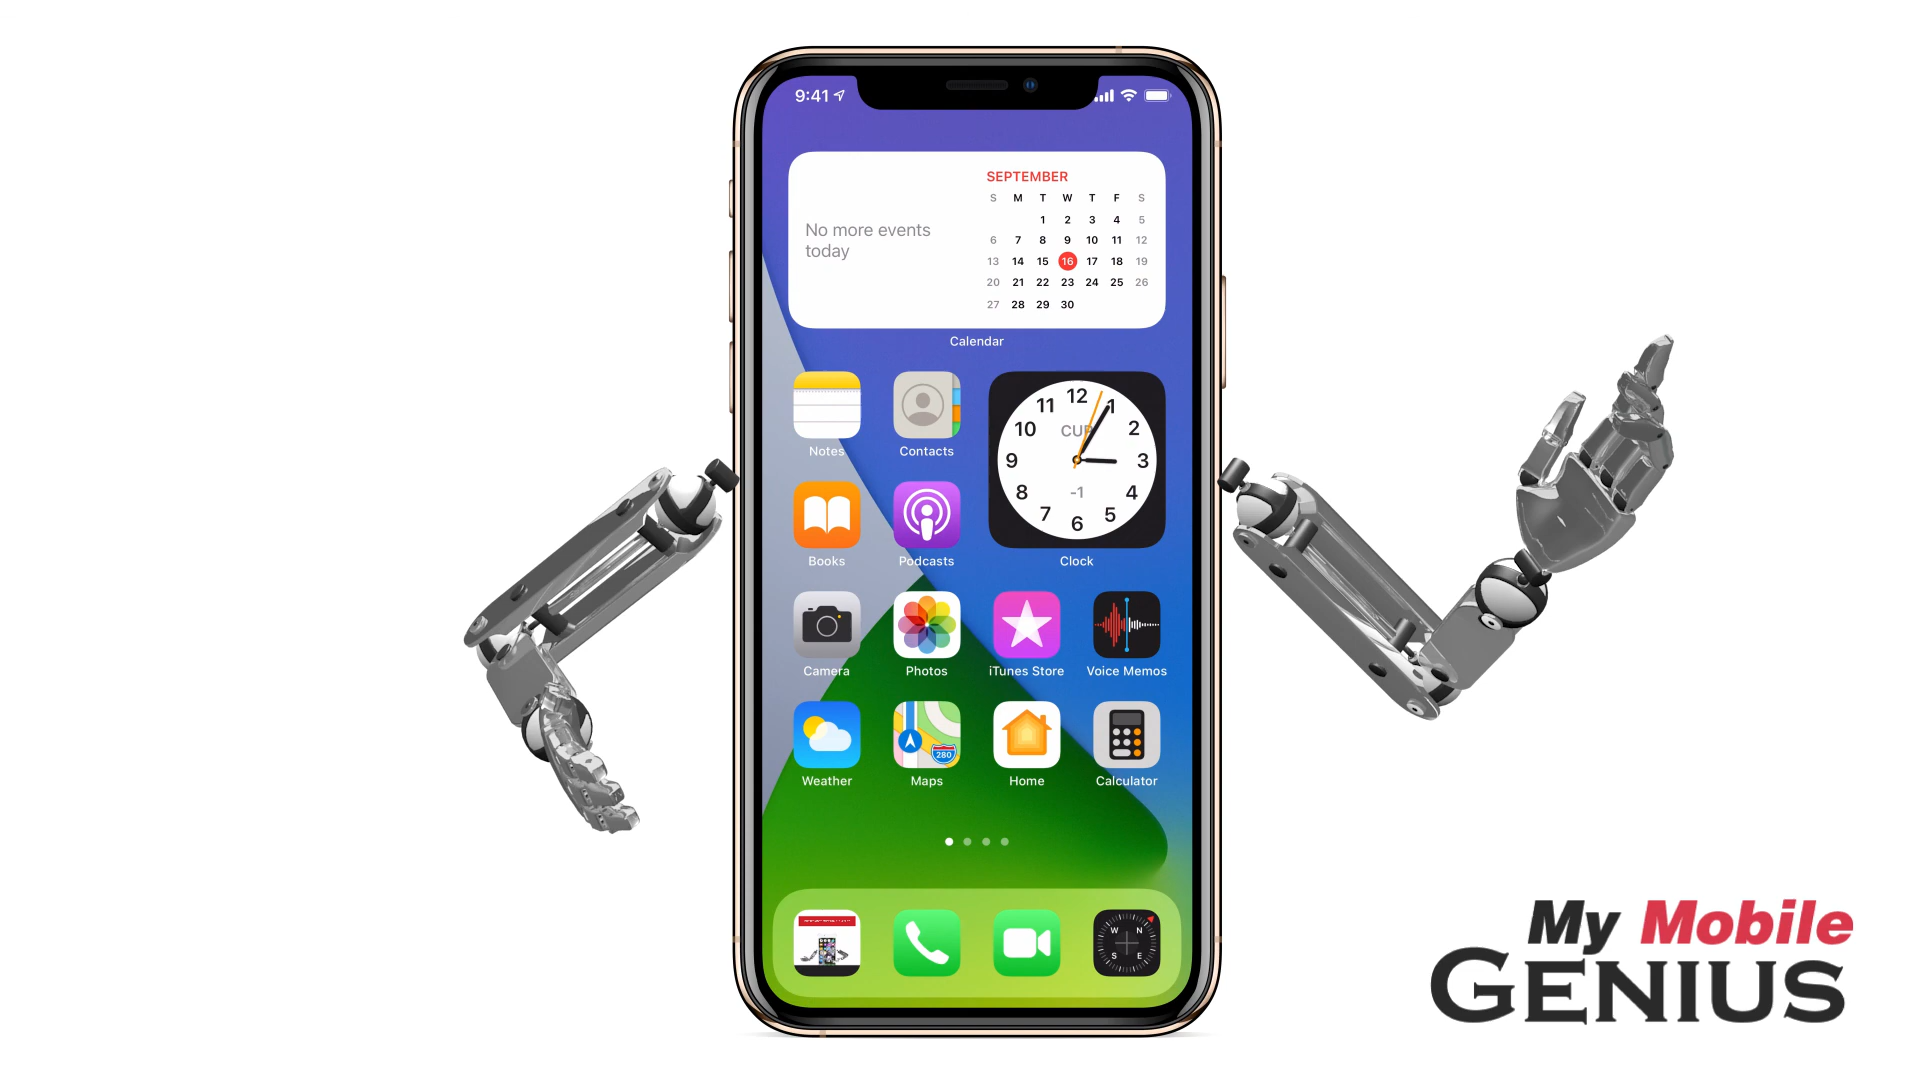 9:41
SEPTEMBER
S M T W T F S
1 2 3 4 5
6 7 8 9 10 11 12
13 14 15 16 17 18 19
20 21 22 23 24 25 26
27 28 29 30
No more events
today
Calendar
Notes
Contacts
12 1 2 3 4 5 6 7 8 9 10 11
CUP
-1
Books
Podcasts
Clock
Camera
Photos
iTunes Store
Voice Memos
280
Weather
Maps
Home
Calculator
W N
S E
My Mobile
GENIUS